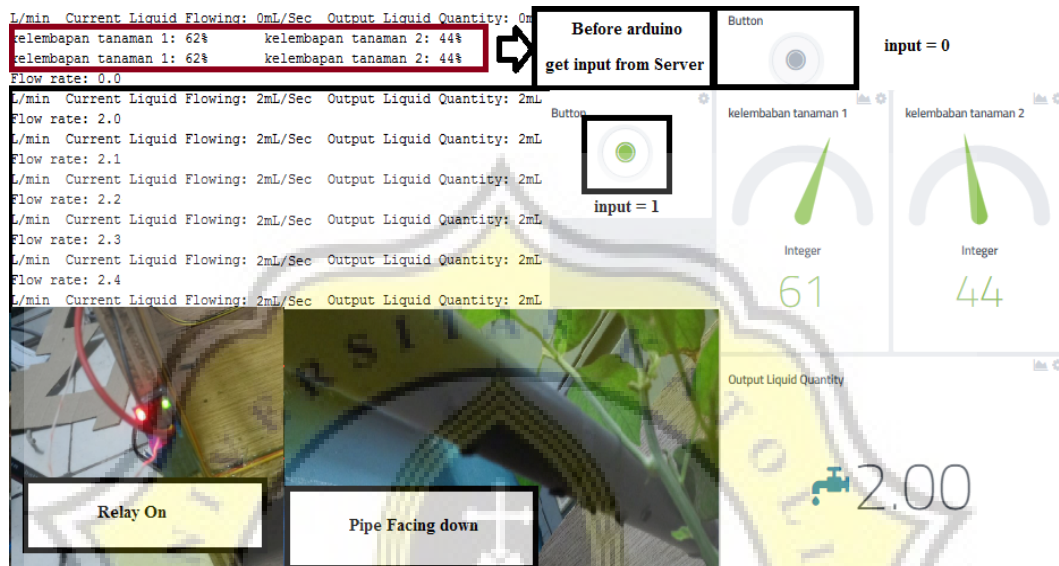 L/min Current Liquid Flowing: 0mL/Sec Output Liquid Quantity: 0m
kelembapan tanaman 1: 62% kelembapan tanaman 2: 44%
kelembapan tanaman 1: 62% kelembapan tanaman 2: 44%
Flow rate: 0.0
Before arduino
get input from Server
Button
input = 0
L/min Current Liquid Flowing: 2mL/Sec Output Liquid Quantity: 2mL
Flow rate: 2.0
L/min Current Liquid Flowing: 2mL/Sec Output Liquid Quantity: 2mL
Flow rate: 2.1
L/min Current Liquid Flowing: 2mL/Sec Output Liquid Quantity: 2mL
Flow rate: 2.2
L/min Current Liquid Flowing: 2mL/Sec Output Liquid Quantity: 2mL
Flow rate: 2.3
L/min Current Liquid Flowing: 2mL/Sec Output Liquid Quantity: 2mL
Flow rate: 2.4
L/min Current Liquid Flowing: 2mL/Sec Output Liquid Quantity: 2mL
Button
input = 1
kelembaban tanaman 1
Integer
61
kelembaban tanaman 2
Integer
44
Relay On
Pipe Facing down
Output Liquid Quantity
2.00